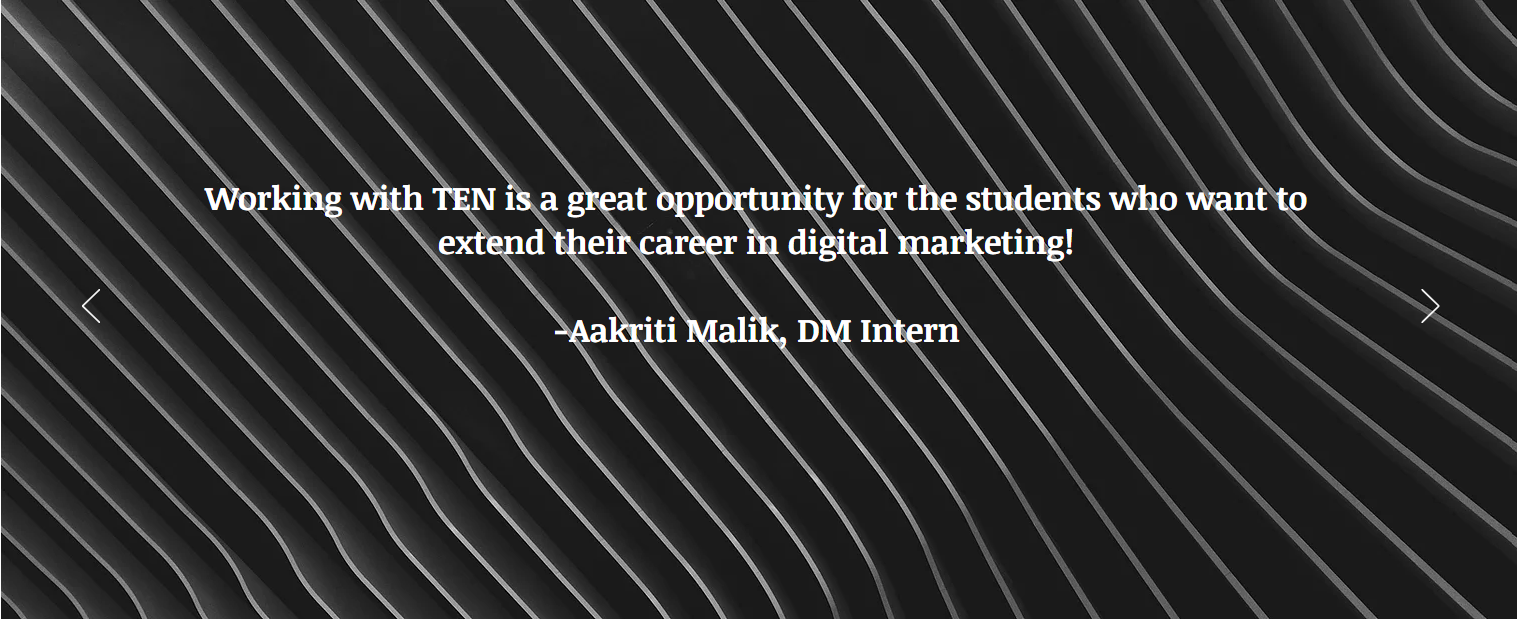 Working with TEN is a great opportunity for the students who want to
extend their career in digital marketing!
-Aakriti Malik, DM Intern